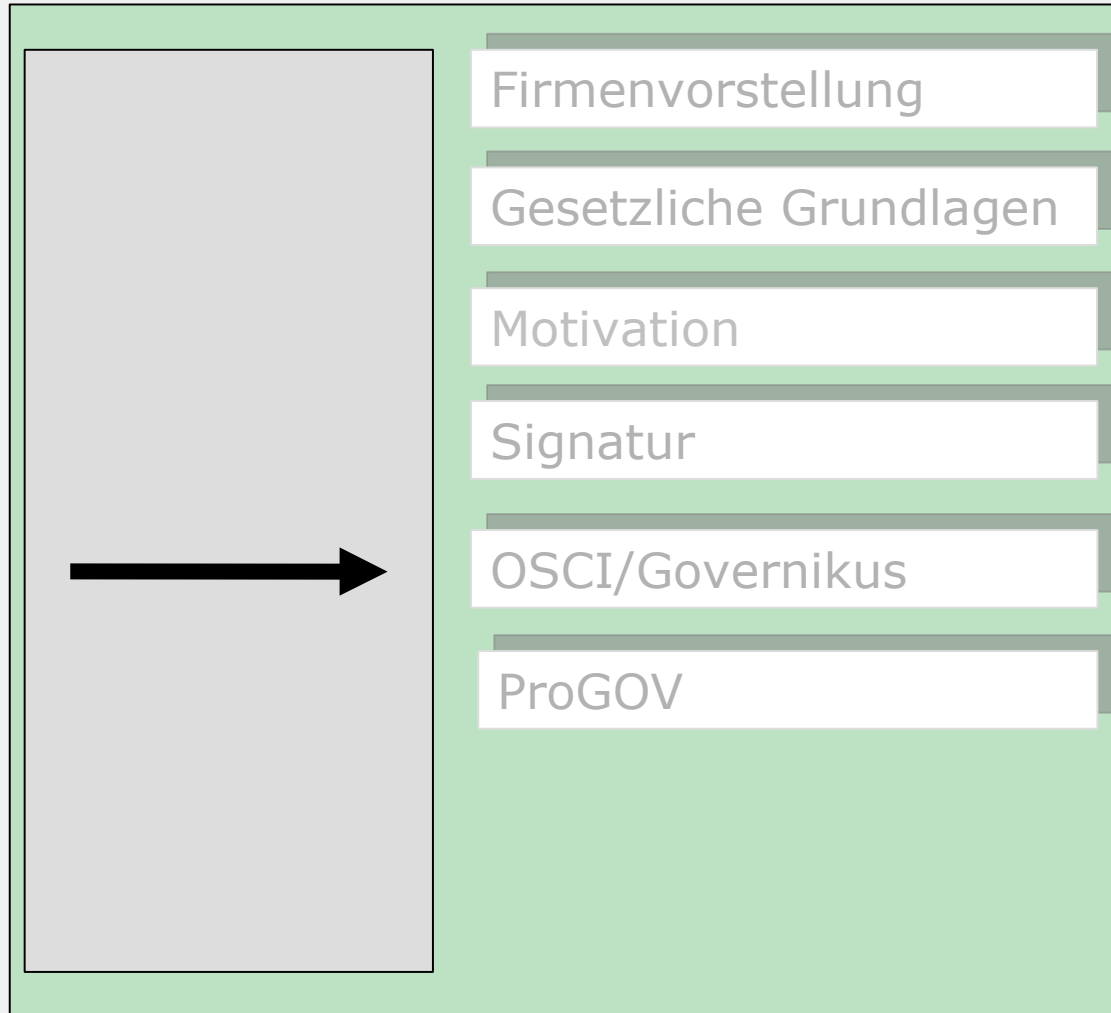 Firmenvorstellung
Gesetzliche Grundlagen
Motivation
Signatur
OSCI/Governikus
ProGOV